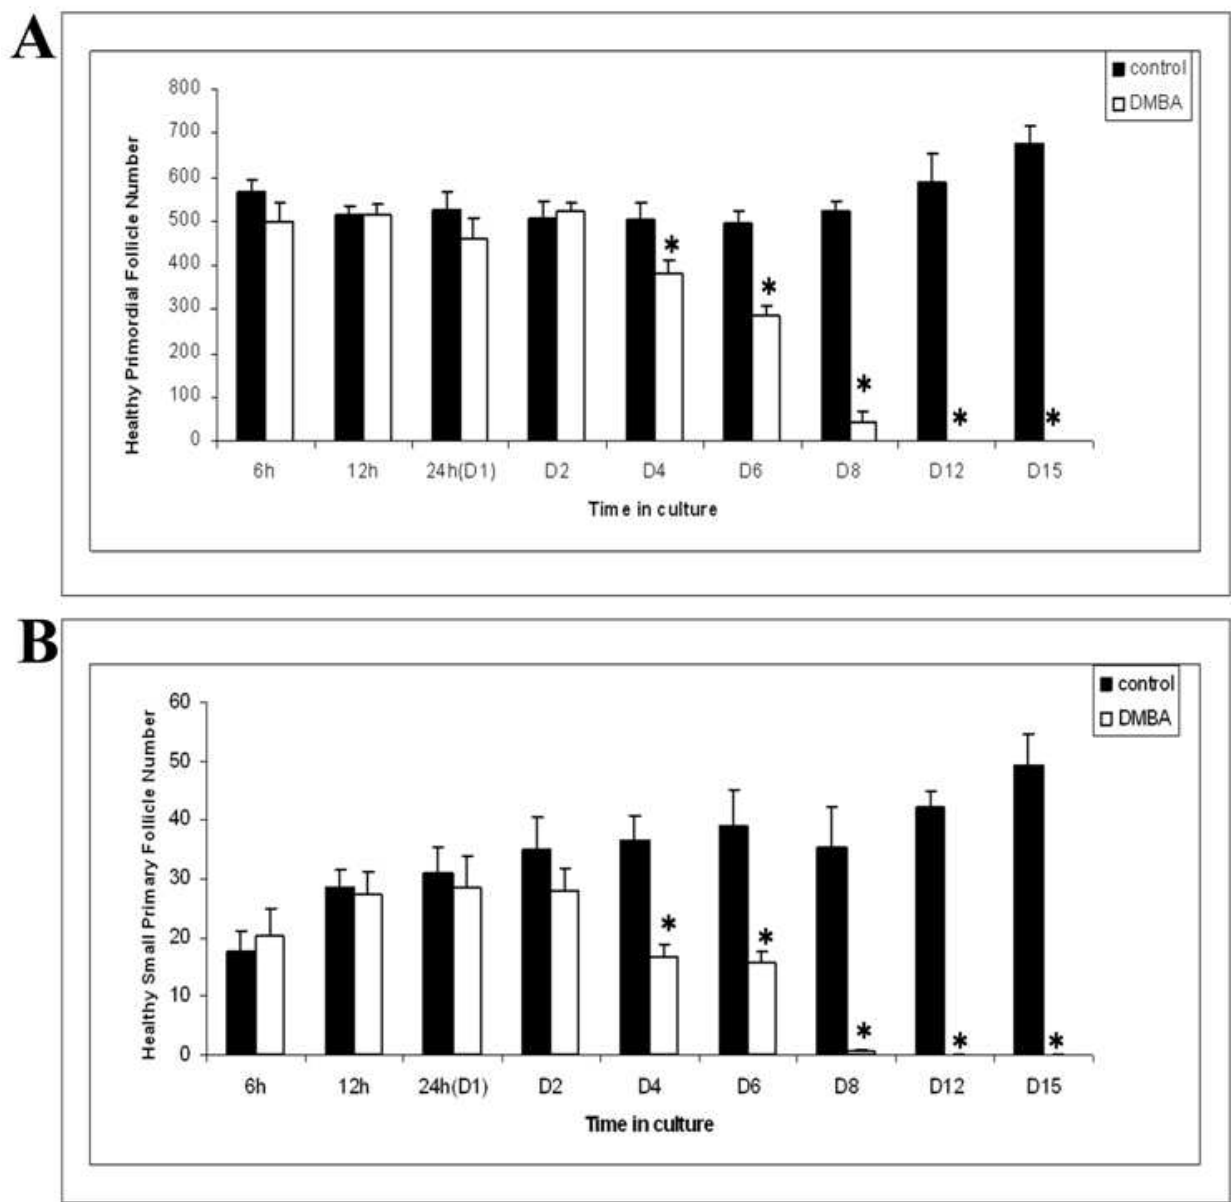 A
control
DMBA
Healthy Primordial Follicle Number
800
700
600
500
400
300
200
100
0
*
*
*
*
*
6h 12h 24h(D1) D2 D4 D6 D8 D12 D15
Time in culture
B
control
DMBA
Healthy Small Primary Follicle Number
60
50
40
30
20
10
0
*
*
*
*
*
6h 12h 24h(D1) D2 D4 D6 D8 D12 D15
Time in culture